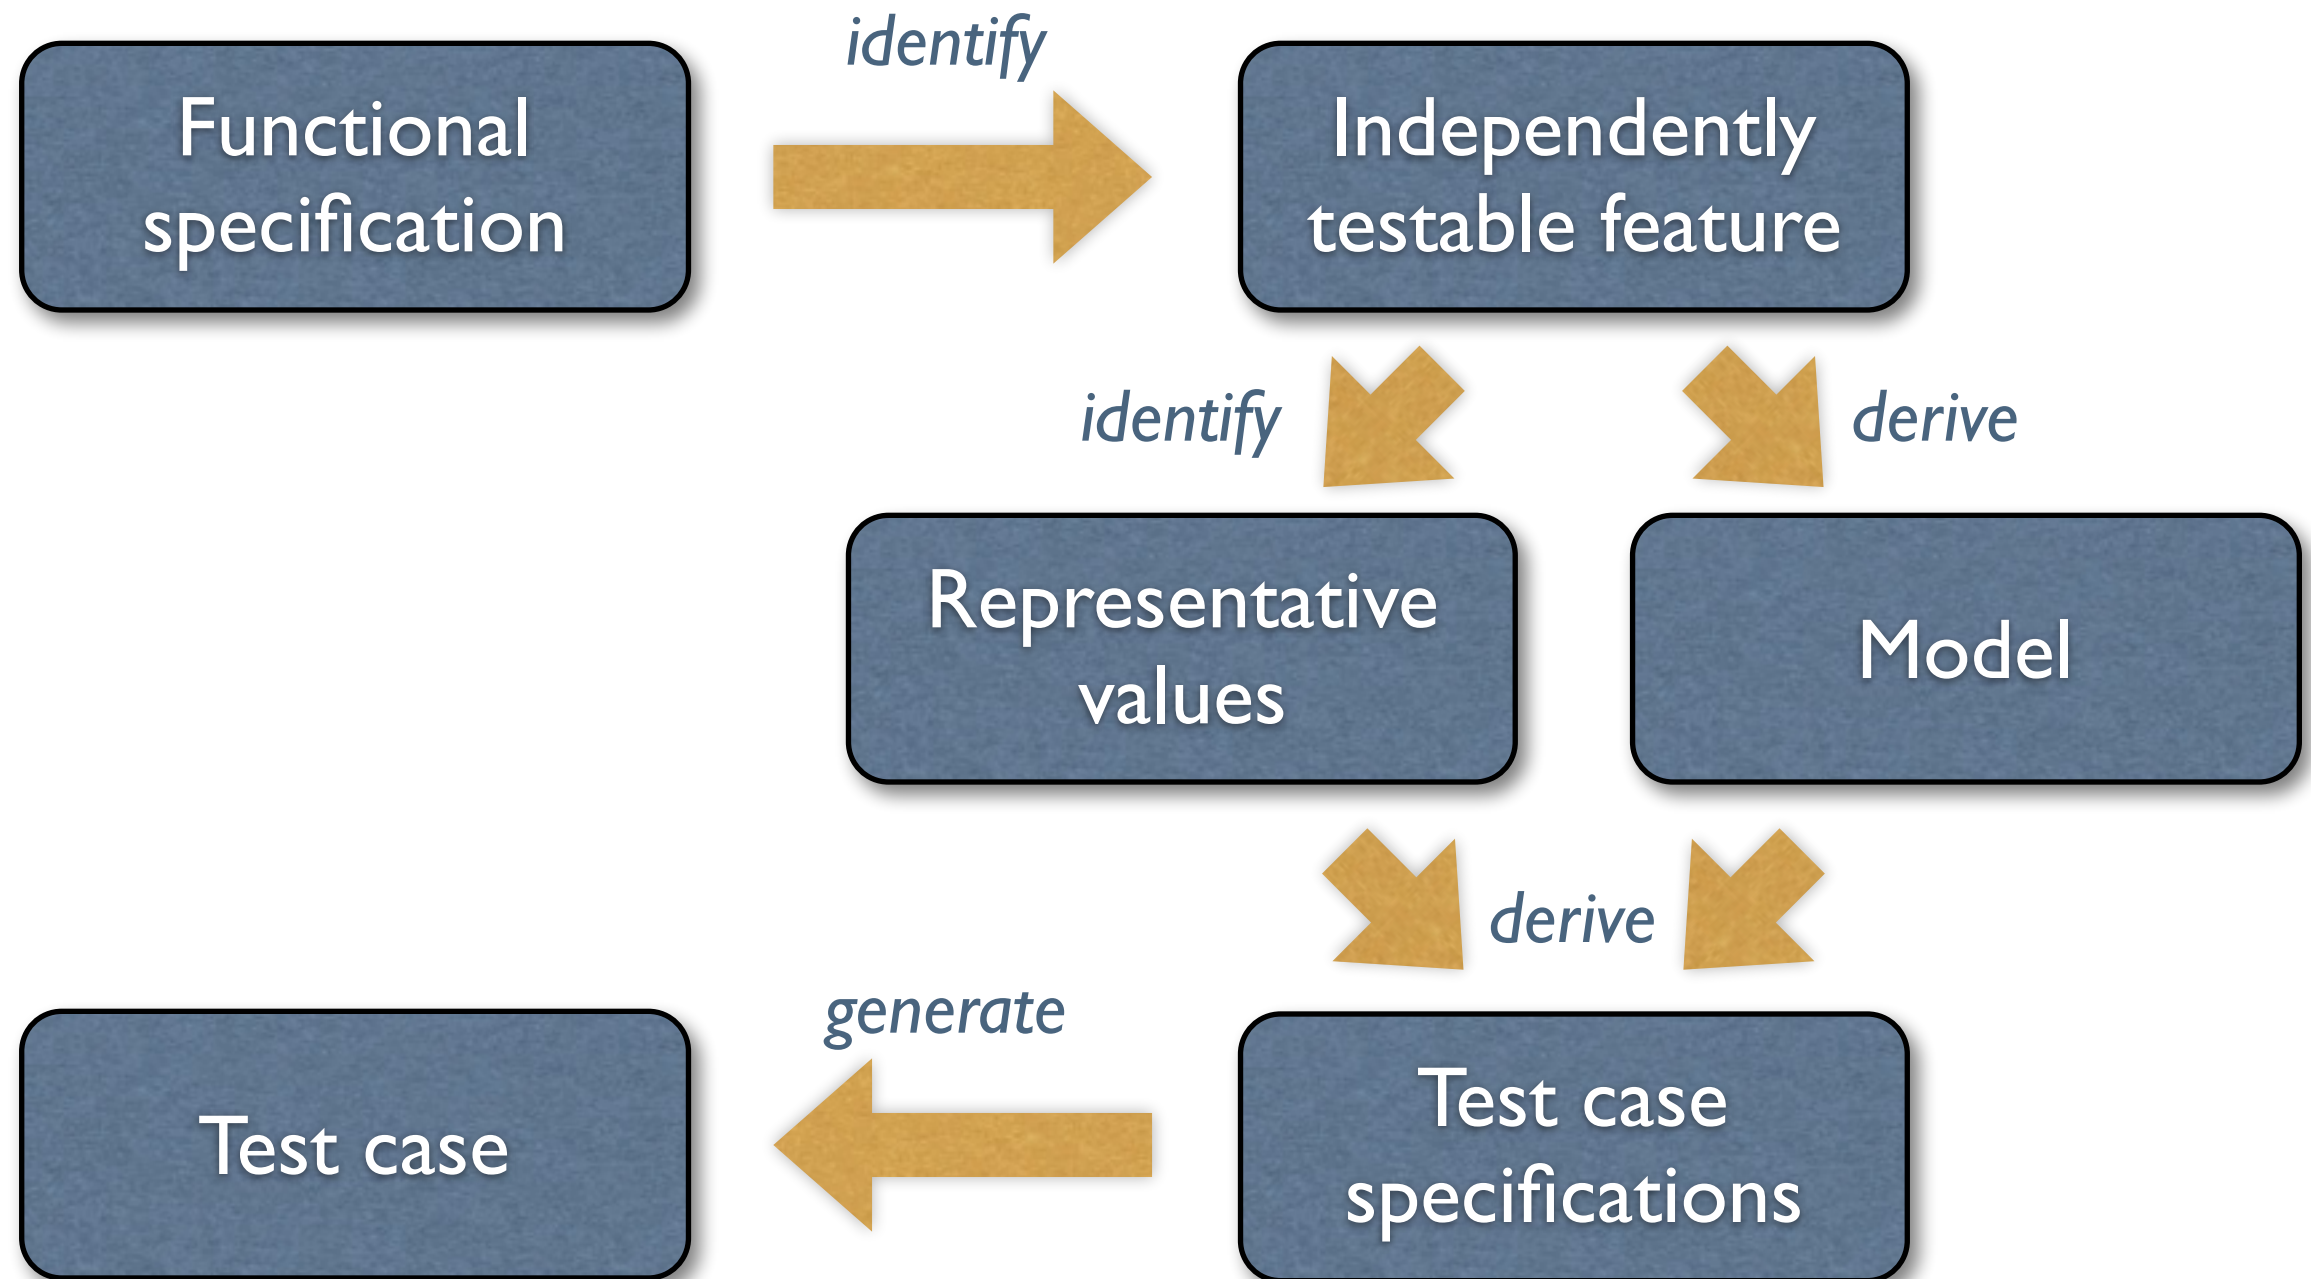 identify
Functional
specification
Independently
testable feature
identify
derive
Representative
values
Model
derive
generate
Test case
Test case
specifications